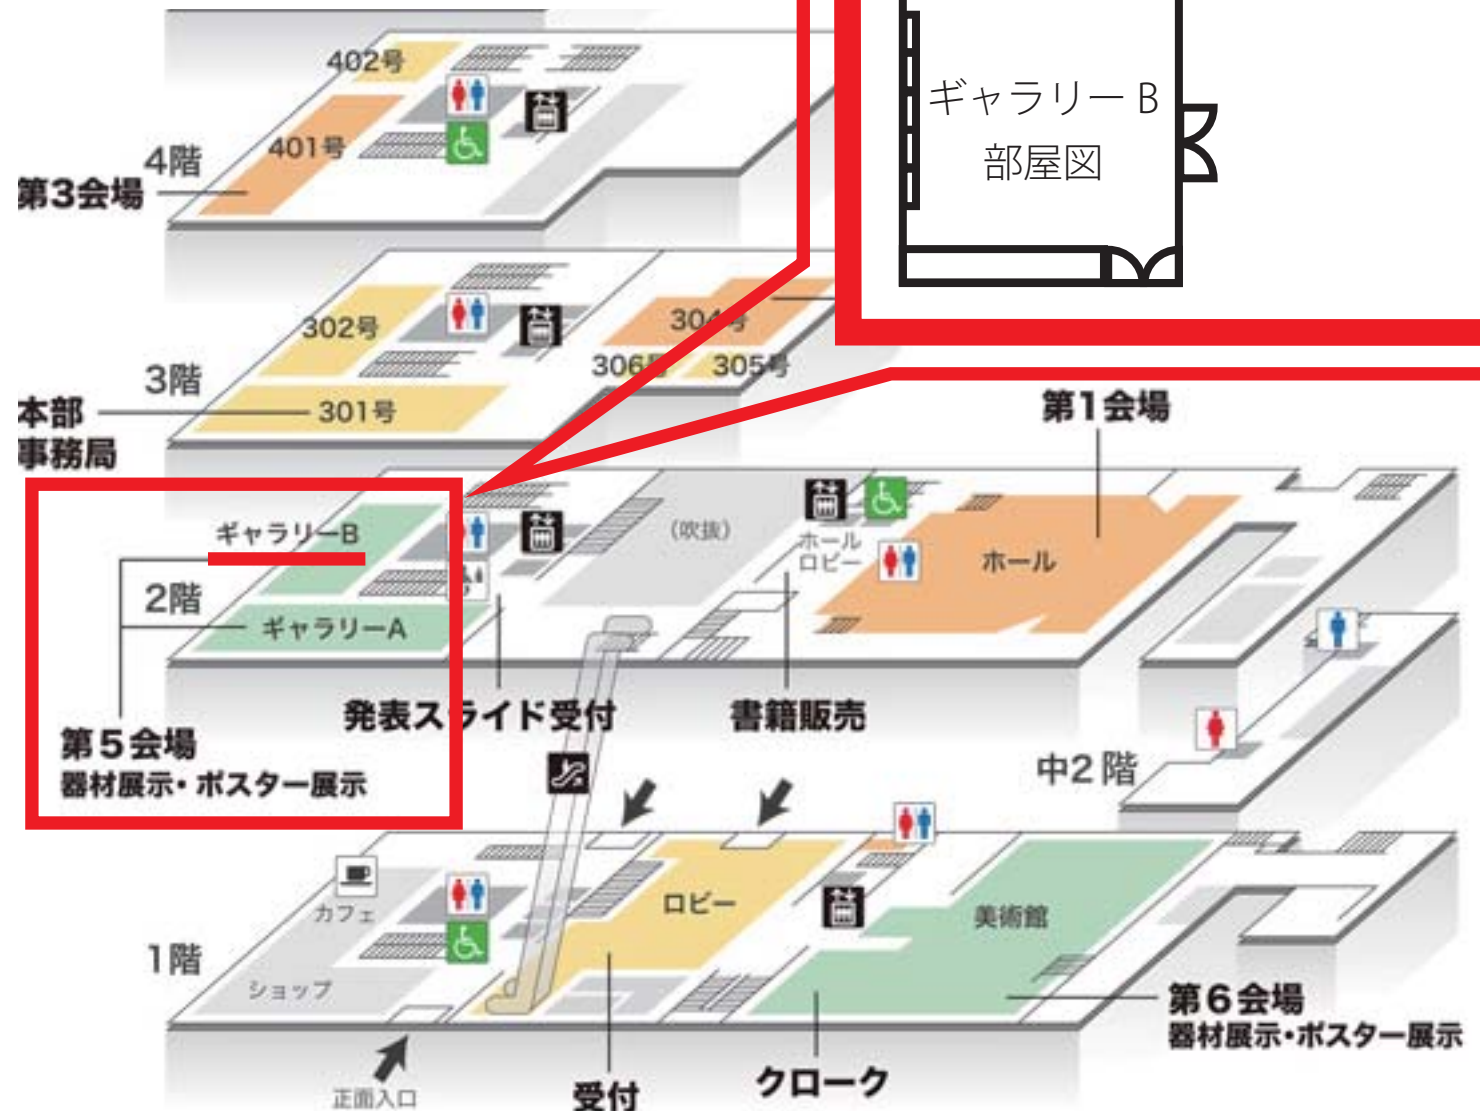 402号
401号
4階
第3会場
ギャラリー B
部屋図
302号
304号
306号
305号
3階
301号
本部
事務局
第1会場
ギャラリーB
(吹抜)
ホール
ロビー
ホール
2階
ギャラリーA
発表スライド受付
書籍販売
第5会場
器材展示・ポスター展示
中2階
カフェ
ロビー
美術館
1階
ショップ
第6会場
器材展示・ポスター展示
正面入口
受付
クローク